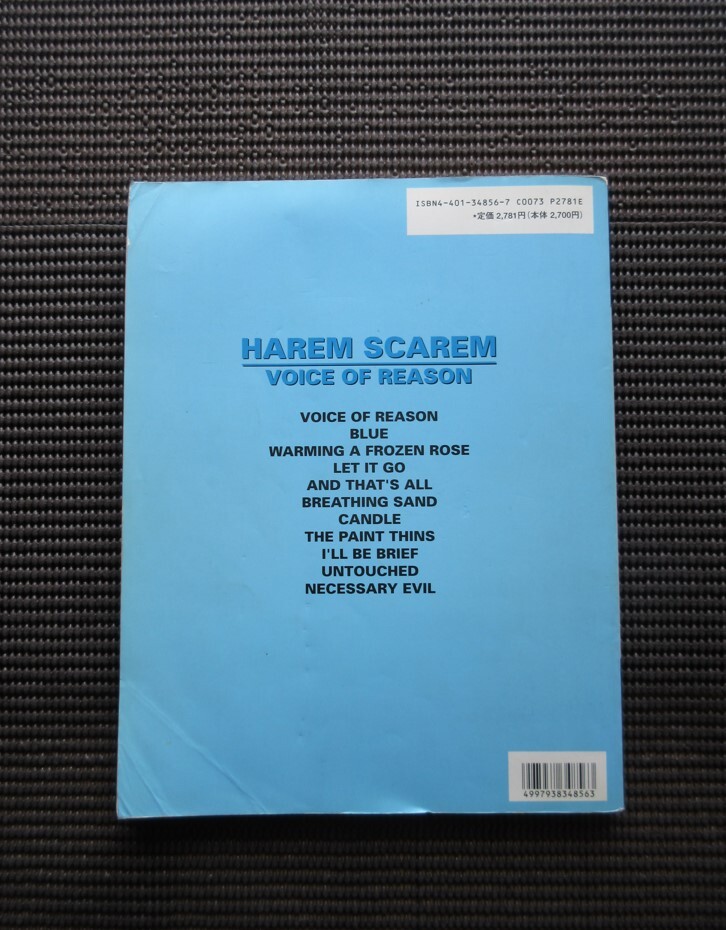 ISBN4-401-34856-7 C0073 P2781E
•定価 2,781円(本体 2,700円)
HAREM SCAREM
VOICE OF REASON
VOICE OF REASON
BLUE
WARMING A FROZEN ROSE
LET IT GO
AND THAT'S ALL
BREATHING SAND
CANDLE
THE PAINT THINS
I'LL BE BRIEF
UNTOUCHED
NECESSARY EVIL
4997938348563